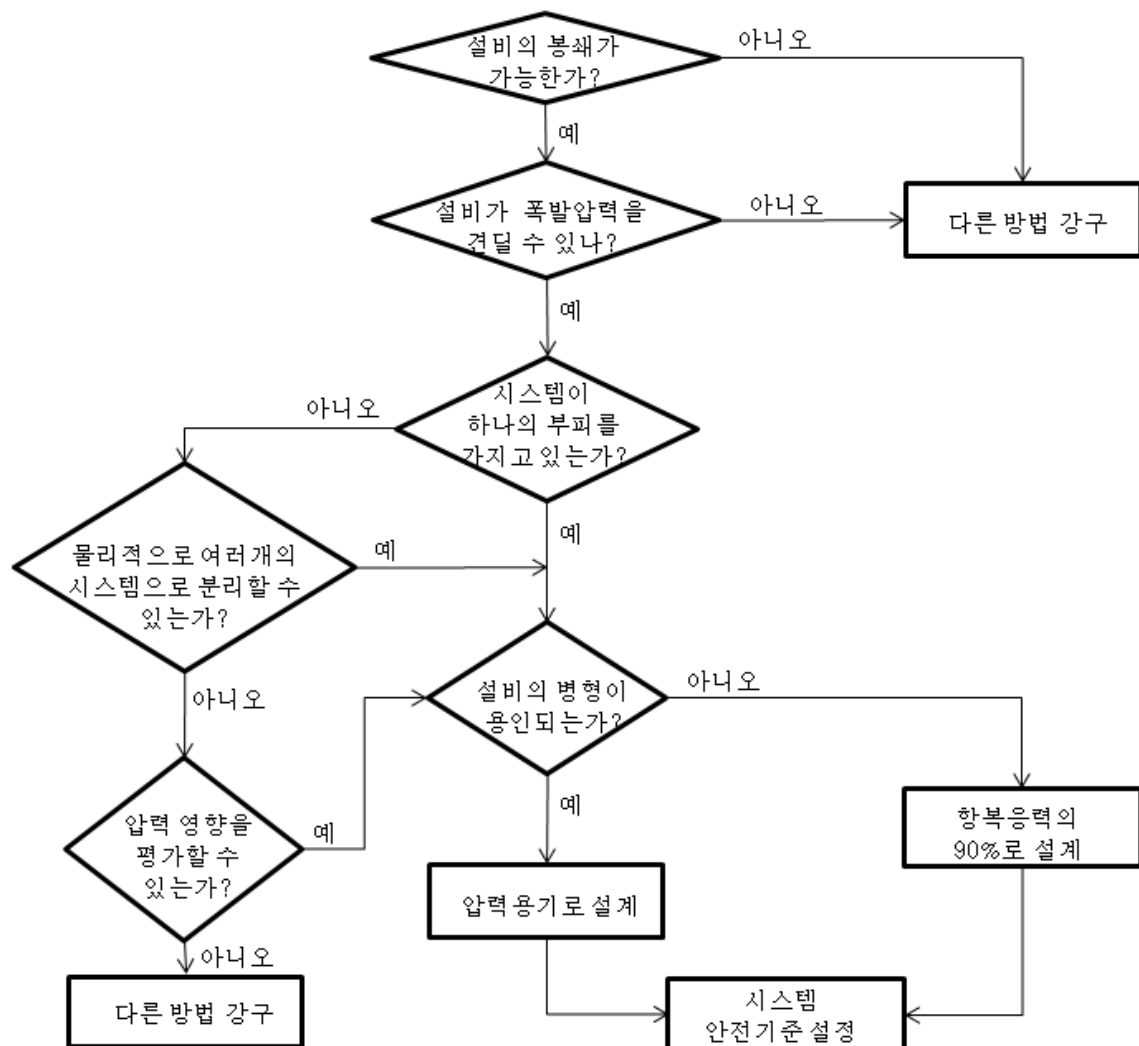 설비의 봉쇄가
가능한가?
아니오
예
설비가 폭발압력을
견딜 수 있나?
아니오
다른 방법 강구
예
시스템이
하나의 부피를
가지고 있는가?
아니오
예
물리적으로 여러개의
시스템으로 분리할 수
있는가?
예
아니오
설비의 병형이
용인되는가?
아니오
예
압력 영향을
평가할 수
있는가?
예
항복응력의
90%로 설계
압력용기로 설계
아니오
다른 방법 강구
시스템
안전기준 설정